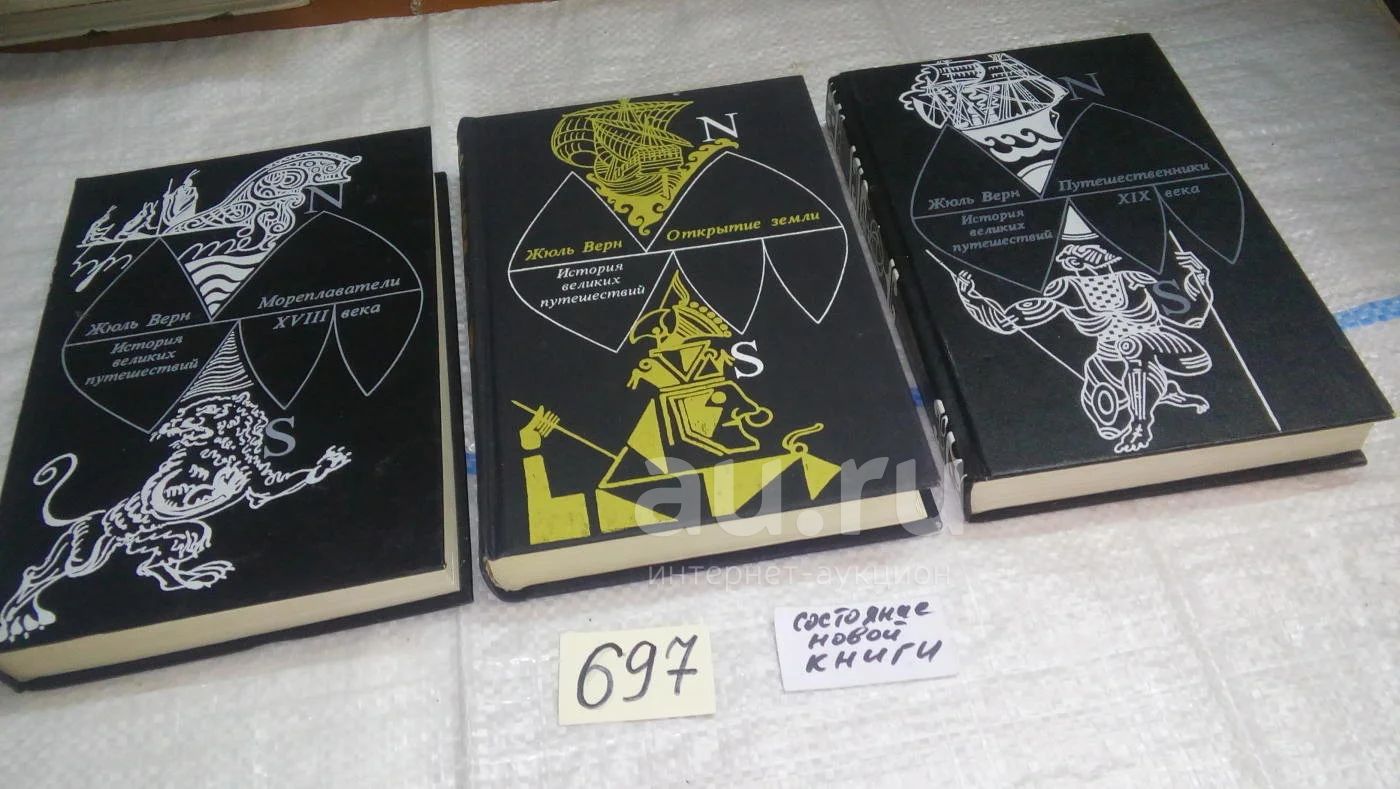 N
Жюль Верн
Мореплаватели
XVIII века
История
великих
путешествий
S
N
Жюль Верн
Открытие земли
История
великих
путешествий
S
N
Жюль Верн
Путешественники
XIX века
История
великих
путешествий
S
au.ru
интернет-аукцион
697
состояние
новой
книги